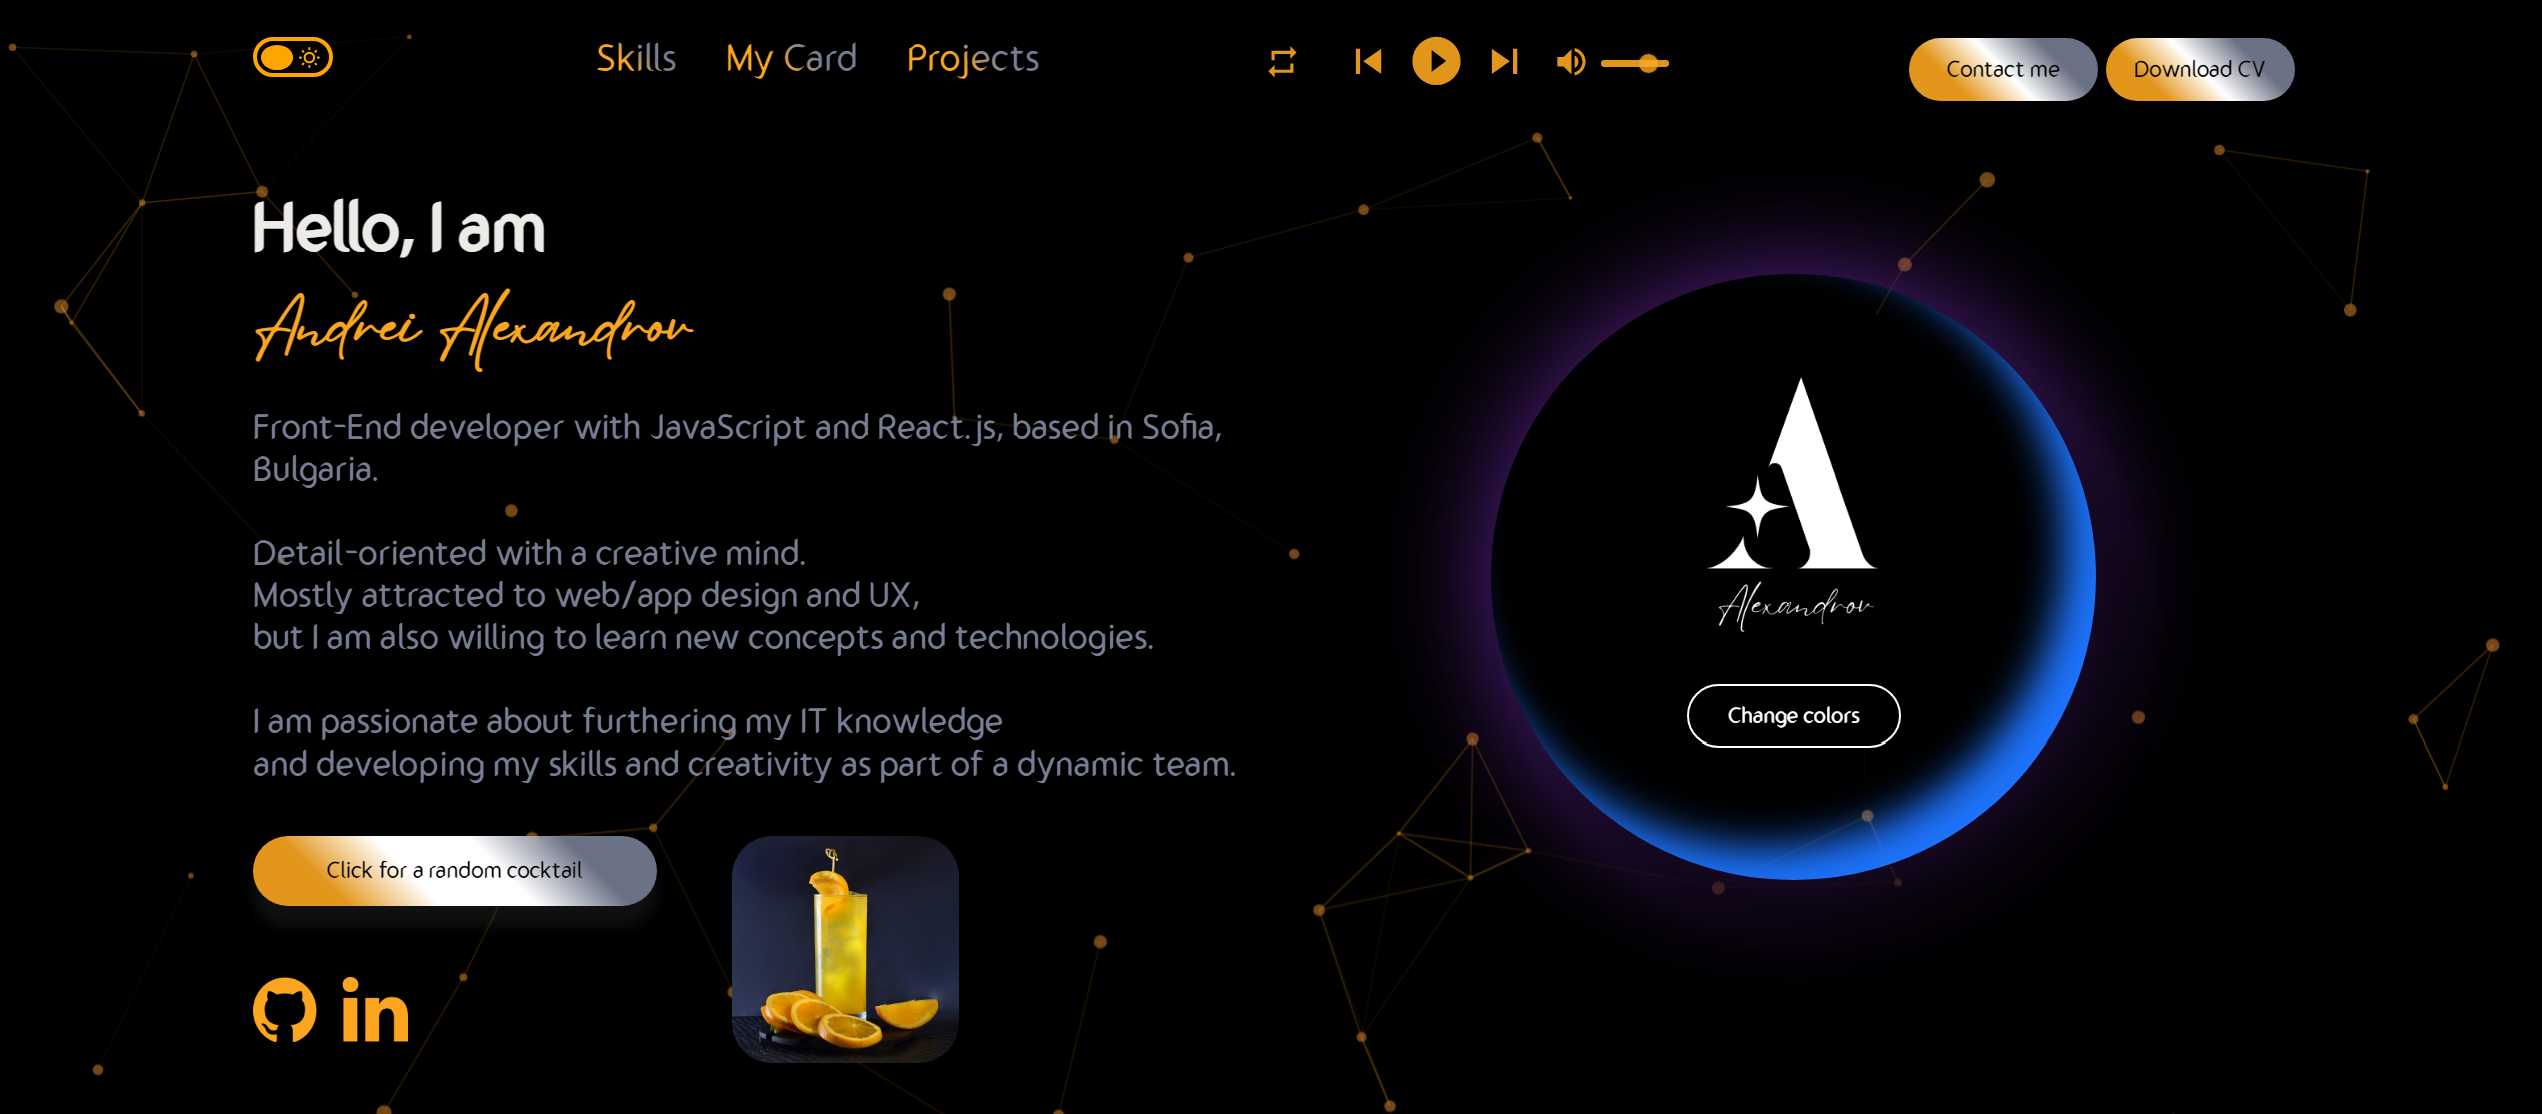 Skills My Card Projects
Contact me Download CV
Hello, I am
Andrei Alexandrov
Front-End developer with JavaScript and React.js, based in Sofia,
Bulgaria.
Detail-oriented with a creative mind.
Mostly attracted to web/app design and UX,
but I am also willing to learn new concepts and technologies.
I am passionate about furthering my IT knowledge
and developing my skills and creativity as part of a dynamic team.
Click for a random cocktail
in
A
Alexandrov
Change colors